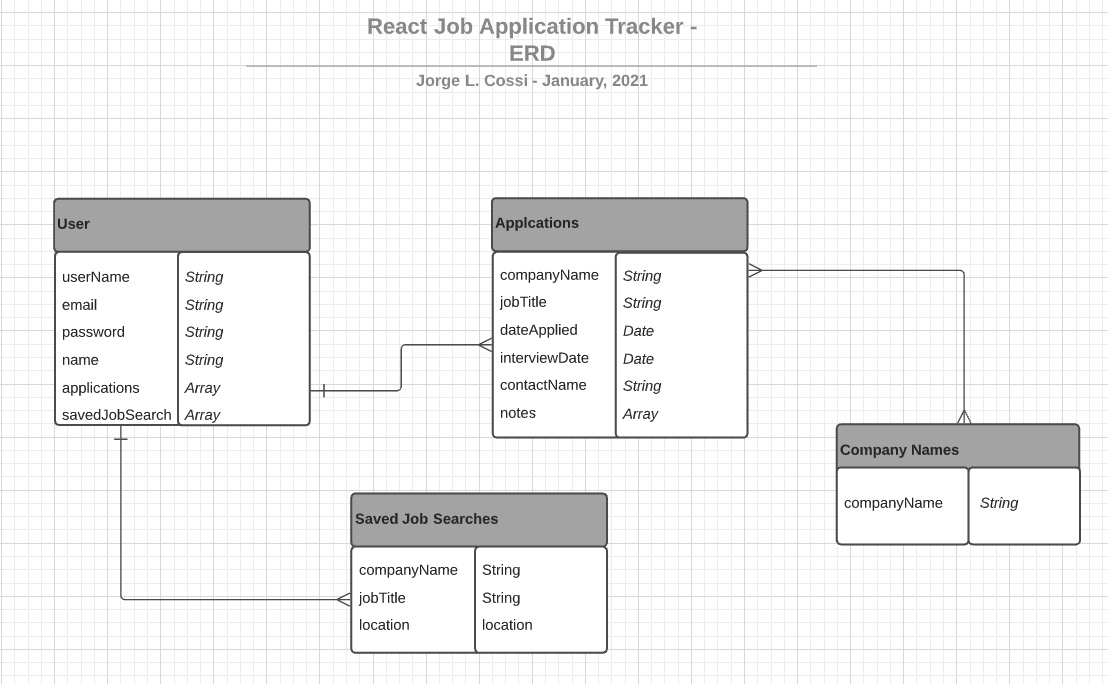 React Job Application Tracker -
ERD
Jorge L. Cossi - January, 2021
User
userName String
email String
password String
name String
applications Array
savedJobSearch Array
Applcations
companyName String
jobTitle String
dateApplied Date
interviewDate Date
contactName String
notes Array
Company Names
companyName String
Saved Job Searches
companyName String
jobTitle String
location location